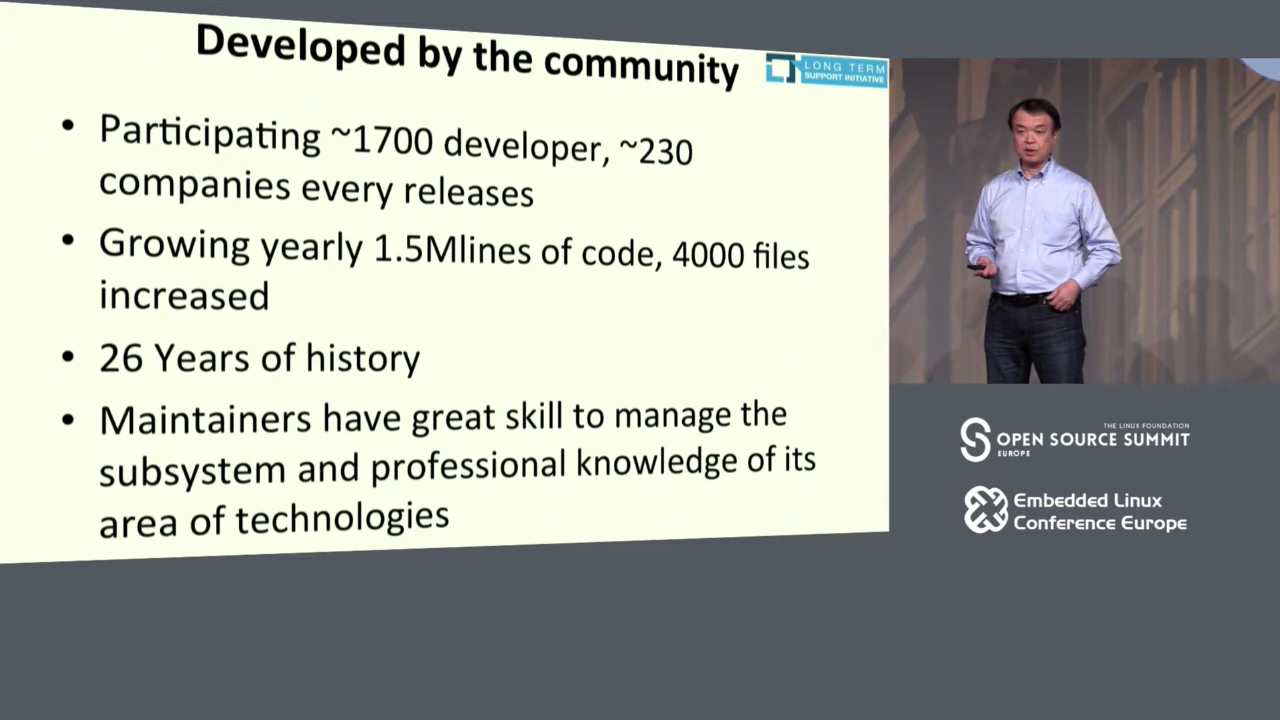 Developed by the community
LONG TERM
SUPPORT INITIATIVE
• Participating ~1700 developer, ~230
companies every releases
• Growing yearly 1.5Mlines of code, 4000 files
increased
• 26 Years of history
• Maintainers have great skill to manage the
subsystem and professional knowledge of its
area of technologies
THE LINUX FOUNDATION
OPEN SOURCE SUMMIT
EUROPE
Embedded Linux
Conference Europe